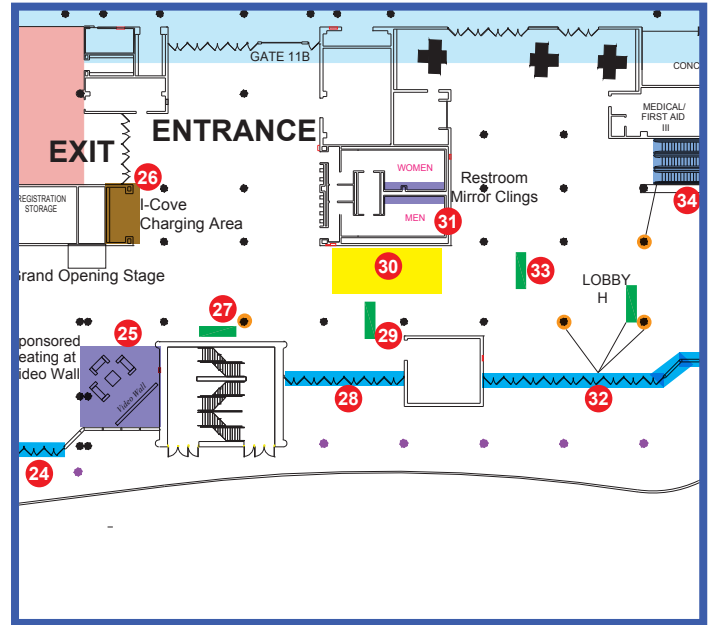 GATE 11B
CONC
MEDICAL/
FIRST AID
III
ENTRANCE
EXIT
WOMEN
Restroom
Mirror Clings
26
REGISTRATION
STORAGE
I-Cove
Charging Area
MEN
31
34
Grand Opening Stage
30
33
LOBBY
H
27
29
25
ponsored
eating at
ideo Wall
Video Wall
28
32
24